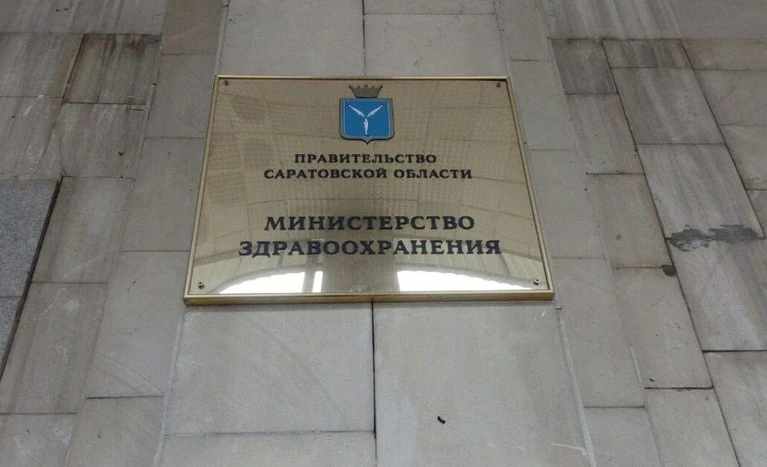 ПРАВИТЕЛЬСТВО
САРАТОВСКОЙ ОБЛАСТИ
МИНИСТЕРСТВО
ЗДРАВООХРАНЕНИЯ